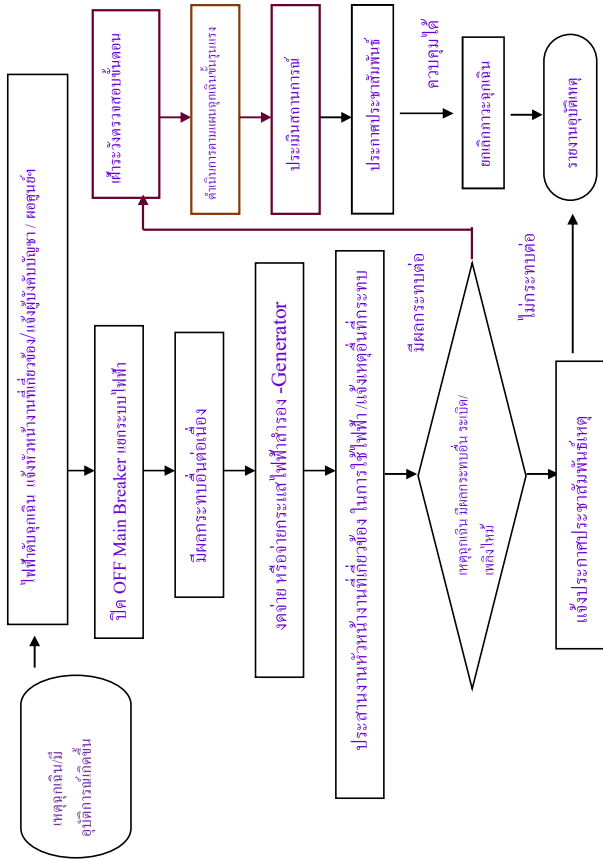 เหตุฉุกเฉิน/มี
อุบัติการณ์เกิดขึ้น
ไฟฟ้าดับฉุกเฉิน แจ้งหัวหน้างานที่เกี่ยวข้อง/แจ้งผู้บังคับบัญชา / ผอศูนย์ฯ
ปิด OFF Main Breaker แยกระบบไฟฟ้า
มีผลกระทบอื่นต่อเนื่อง
งดจ่าย หรือจ่ายกระแสไฟฟ้าสำรอง -Generator
ประสานงานหัวหน้างานที่เกี่ยวข้อง ในการใช้ไฟฟ้า /แจ้งเหตุอื่นที่กระทบ
เหตุฉุกเฉิน มีผลกระทบอื่น ระเบิด/
เพลิงไหม้
มีผลกระทบต่อ
ไม่กระทบต่อ
แจ้งประกาศประชาสัมพันธ์เหตุ
เฝ้าระวังตรวจสอบขั้นตอน
ดำเนินการตามแผนฉุกเฉินขั้นรุนแรง
ประเมินสถานการณ์
ประกาศประชาสัมพันธ์
ควบคุมได้
ยกเลิกภาวะฉุกเฉิน
รายงานอุบัติเหตุ